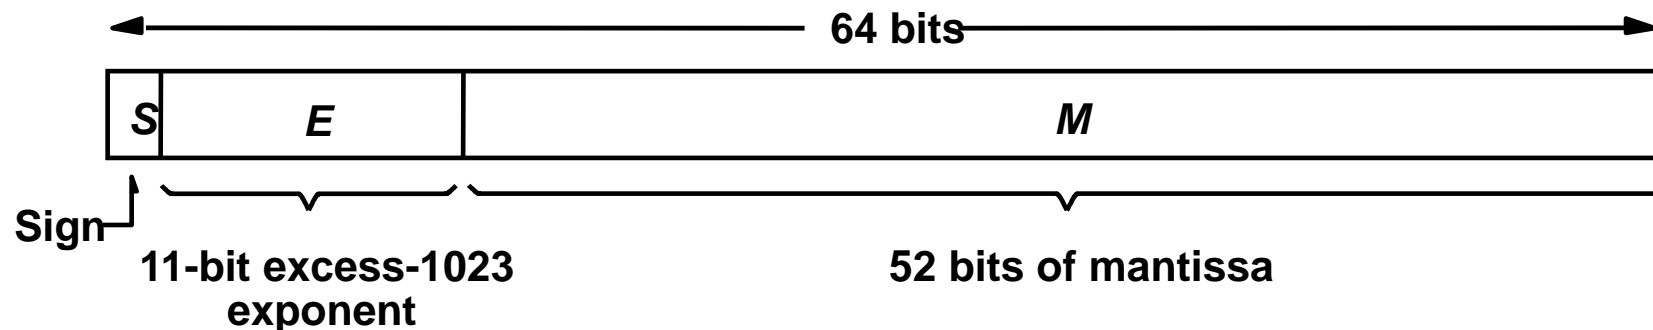 64 bits
S E M
Sign
11-bit excess-1023
exponent
52 bits of mantissa